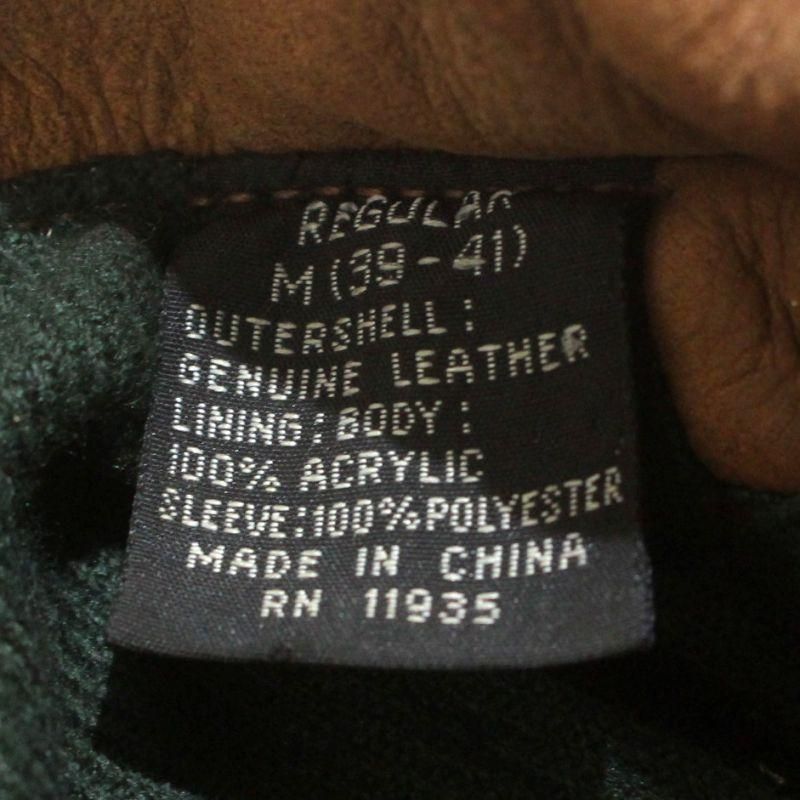 REGULAR
M (39-41)
OUTERSHELL:
GENUINE LEATHER
LINING: BODY:
100% ACRYLIC
SLEEVE:100%POLYESTER
MADE IN CHINA
RN 11935